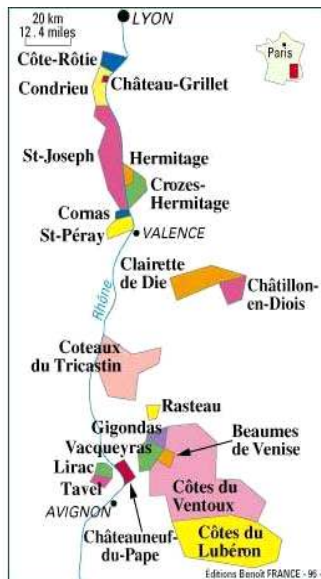 20 km
12.4 miles
LYON
Paris
Côte-Rôtie
Condrieu
Château-Grillet
St-Joseph
Hermitage
Crozes-
Hermitage
Cornas
St-Péray
VALENCE
Clairette
de Die
Châtillon-
en-Diois
Rhône
Coteaux
du Tricastin
Rasteau
Gigondas
Vacqueyras
Beaumes
de Venise
Lirac
Tavel
Côtes du
Ventoux
AVIGNON
Châteauneuf-
du-Pape
Côtes du
Lubéron
Éditions Benoît FRANCE - 96 -